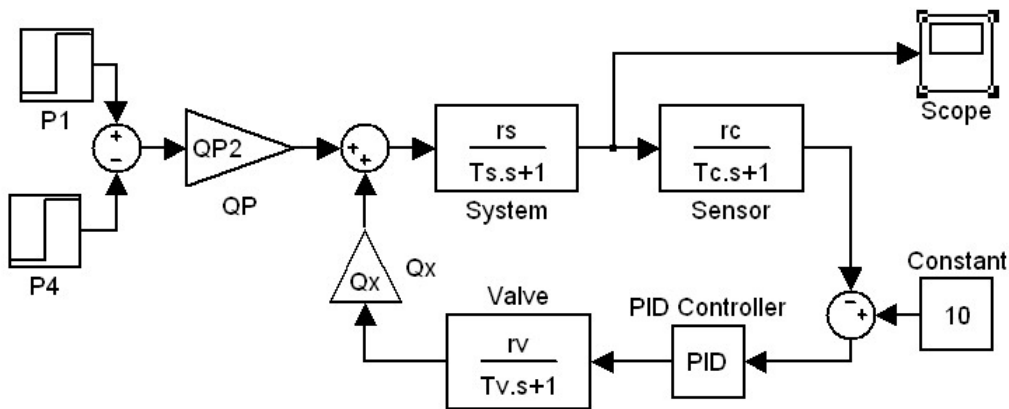 P1
+
-
P4
QP2
QP
+
+
rs
Ts.s+1
System
rc
Tc.s+1
Sensor
Scope
Qx
Qx
Valve
rv
Tv.s+1
PID Controller
PID
-
+
Constant
10